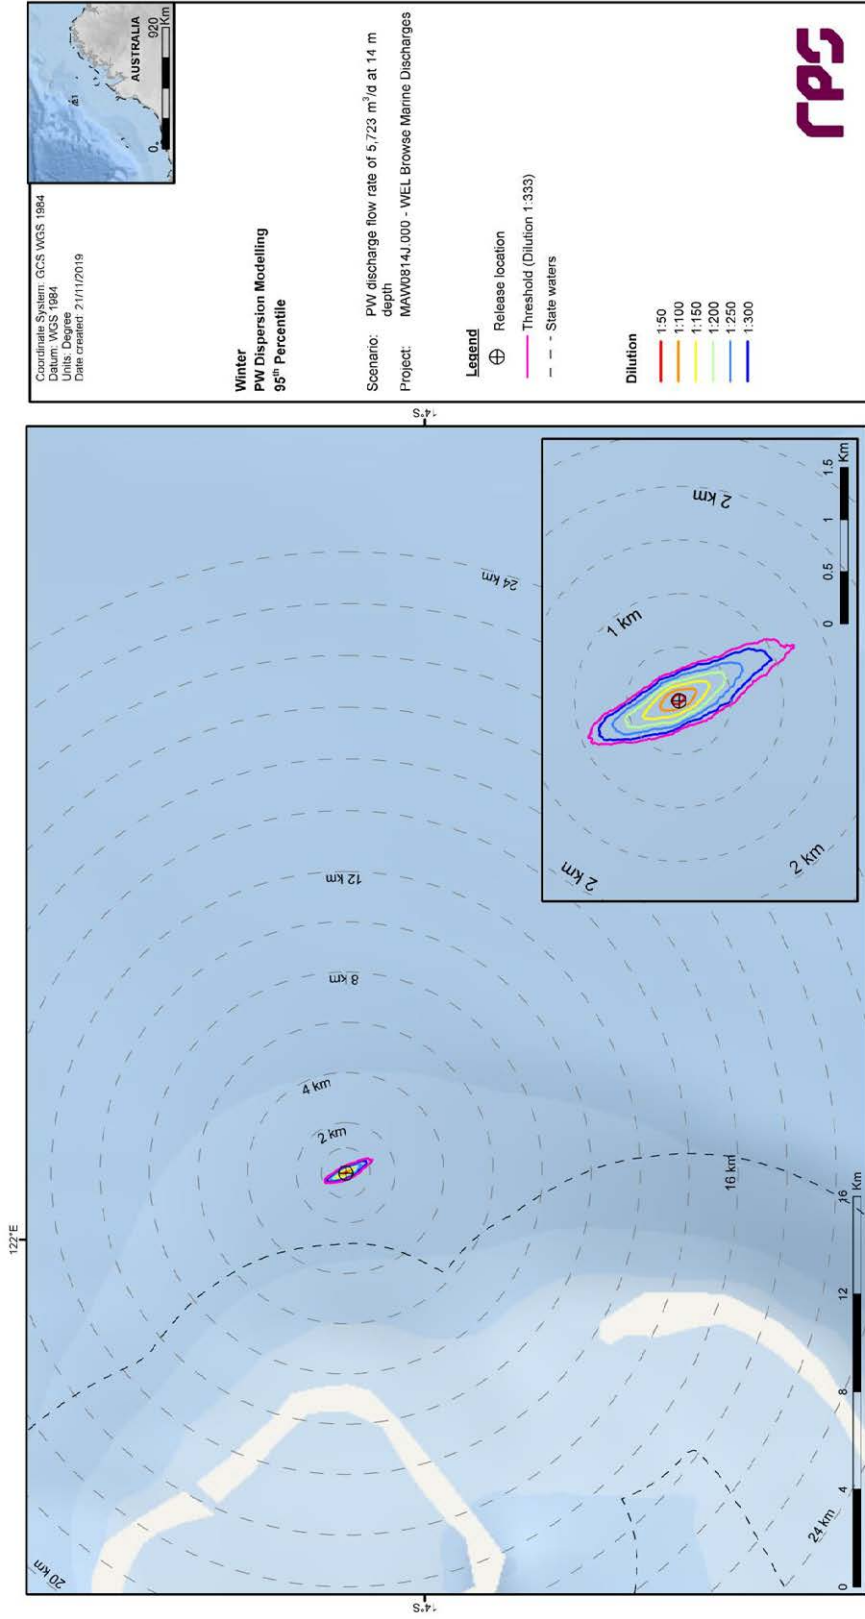 Coordinate System: GCS WGS 1984
Datum: WGS 1984
Units: Degree
Date created: 21/11/2019
AUSTRALIA
0
920
Km
Winter
PW Dispersion Modelling
95th Percentile
Scenario: PW discharge flow rate of 5,723 m³/d at 14 m
depth
Project: MAW0814J.000 - WEL Browse Marine Discharges
Legend
Release location
Threshold (Dilution 1:333)
State waters
Dilution
1:50
1:100
1:150
1:200
1:250
1:300
rps
122°E
14°S
14°S
20 km
2 km
4 km
8 km
12 km
24 km
16 km
24 km
0 4 8 12 16
Km
1 km
2 km
2 km
2 km
0 0.5 1 1.5
Km